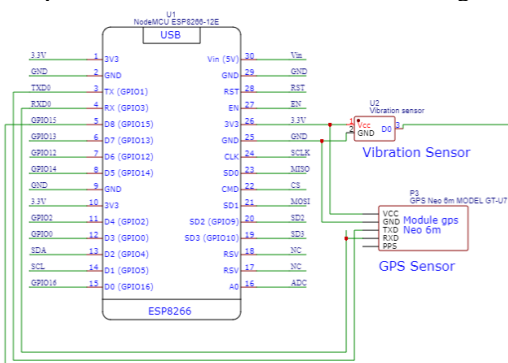 U1
NodeMCU ESP8266-12E
USB
3.3V 1 3V3 Vin (5V) 30 Vin
GND 2 GND GND 29 GND
TXD0 3 TX (GPIO1) RST 28 RST
RXD0 4 RX (GPIO3) EN 27 EN
GPIO15 5 D8 (GPIO15) 3V3 26 3.3V
GPIO13 6 D7 (GPIO13) GND 25 GND
GPIO12 7 D6 (GPIO12) CLK 24 SCLK
GPIO14 8 D5 (GPIO14) SD0 23 MISO
GND 9 GND CMD 22 CS
3.3V 10 3V3 SD1 21 MOSI
GPIO2 11 D4 (GPIO2) SD2 (GPIO9) 20 SD2
GPIO0 12 D3 (GPIO0) SD3 (GPIO10) 19 SD3
SDA 13 D2 (GPIO4) RSV 18 NC
SCL 14 D1 (GPIO5) RSV 17 NC
GPIO16 15 D0 (GPIO16) A0 16 ADC
ESP8266
U2
Vibration sensor
1 Vcc D0 3
2 GND
Vibration Sensor
P3
GPS Neo 6m MODEL GT-U7
VCC
GND Module gps
TXD Neo 6m
RXD
PPS
GPS Sensor